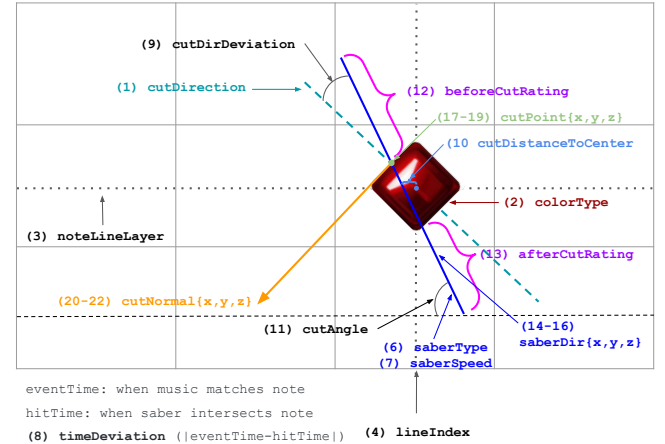 (9) cutDirDeviation
(1) cutDirection
(12) beforeCutRating
(17-19) cutPoint{x,y,z}
(10 cutDistanceToCenter
(2) colorType
(3) noteLineLayer
(13) afterCutRating
(20-22) cutNormal{x,y,z}
(11) cutAngle
(14-16)
saberDir{x,y,z}
(6) saberType
(7) saberSpeed
eventTime: when music matches note
hitTime: when saber intersects note
(8) timeDeviation (|eventTime-hitTime|)
(4) lineIndex